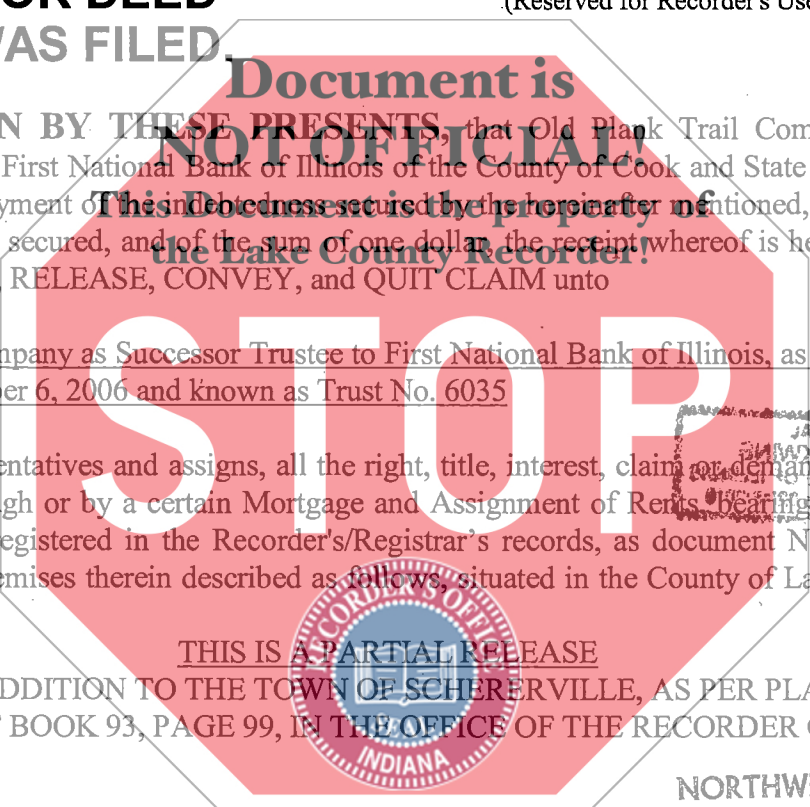 OR DEED
(Reserved for Recorder's Use
WAS FILED.
Document is
N BY THESE PRESENTS, that Old Plank Trail Com
NOT OFFICIAL!
First National Bank of Illinois of the County of Cook and State
yment of the indebtedness secured by the hereinafter mentioned,
This Document is the property of
secured, and of the sum of one dollar, the receipt whereof is he
the Lake County Recorder!
, RELEASE, CONVEY, and QUIT CLAIM unto
STOP
mpany as Successor Trustee to First National Bank of Illinois, as
ber 6, 2006 and known as Trust No. 6035
entatives and assigns, all the right, title, interest, claim or deman
gh or by a certain Mortgage and Assignment of Rents, bearing
egistered in the Recorder's/Registrar's records, as document N
emises therein described as follows, situated in the County of La
RECORDER'S OFFICE
INDIANA
THIS IS A PARTIAL RELEASE
DDITION TO THE TOWN OF SCHERERVILLE, AS PER PLA
BOOK 93, PAGE 99, IN THE OFFICE OF THE RECORDER
NORTHW